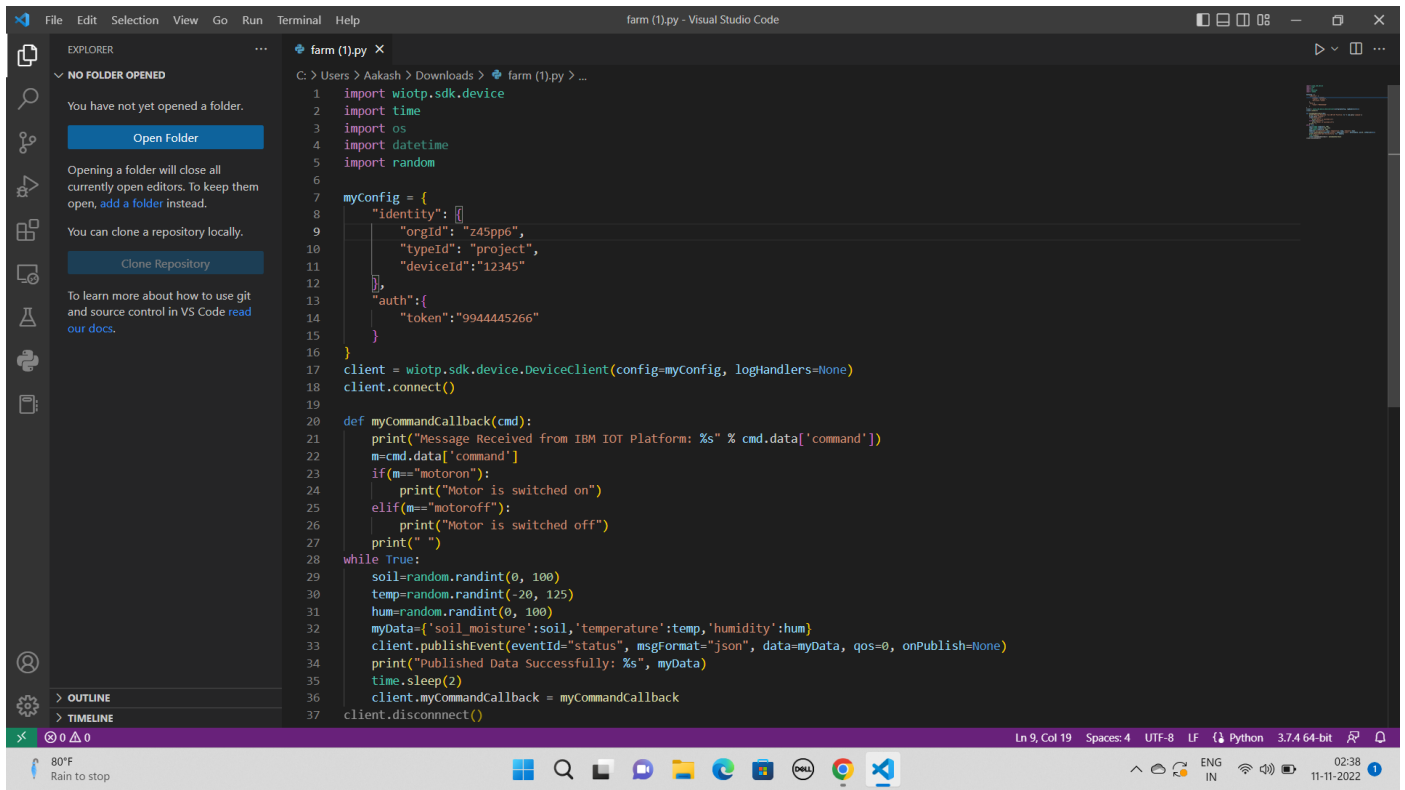 File Edit Selection View Go Run Terminal Help
farm (1).py - Visual Studio Code
EXPLORER
NO FOLDER OPENED
You have not yet opened a folder.
Open Folder
Opening a folder will close all
currently open editors. To keep them
open, add a folder instead.
You can clone a repository locally.
Clone Repository
To learn more about how to use git
and source control in VS Code read
our docs.
OUTLINE
TIMELINE
farm (1).py
C: > Users > Aakash > Downloads > farm (1).py > ...
1 import wiotp.sdk.device
2 import time
3 import os
4 import datetime
5 import random
6
7 myConfig = {
8     "identity": {
9         "orgId": "z45pp6",
10         "typeId": "project",
11         "deviceId":"12345"
12     },
13     "auth":{
14         "token":"9944445266"
15     }
16 }
17 client = wiotp.sdk.device.DeviceClient(config=myConfig, logHandlers=None)
18 client.connect()
19
20 def myCommandCallback(cmd):
21     print("Message Received from IBM IOT Platform: %s" % cmd.data['command'])
22     m=cmd.data['command']
23     if(m=="motoron"):
24         print("Motor is switched on")
25     elif(m=="motoroff"):
26         print("Motor is switched off")
27     print(" ")
28 while True:
29     soil=random.randint(0, 100)
30     temp=random.randint(-20, 125)
31     hum=random.randint(0, 100)
32     myData={'soil_moisture':soil,'temperature':temp,'humidity':hum}
33     client.publishEvent(eventId="status", msgFormat="json", data=myData, qos=0, onPublish=None)
34     print("Published Data Successfully: %s", myData)
35     time.sleep(2)
36     client.myCommandCallback = myCommandCallback
37 client.disconnnect()
0 0 Ln 9, Col 19 Spaces: 4 UTF-8 LF Python 3.7.4 64-bit
80°F
Rain to stop
DELL
ENG
IN
02:38
11-11-2022
1